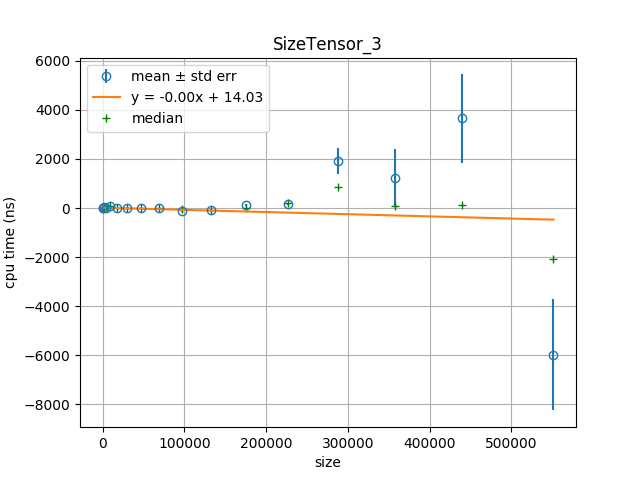 SizeTensor_3
mean ± std err
y = -0.00x + 14.03
median
6000
4000
2000
0
−2000
−4000
−6000
−8000
cpu time (ns)
0 100000 200000 300000 400000 500000
size